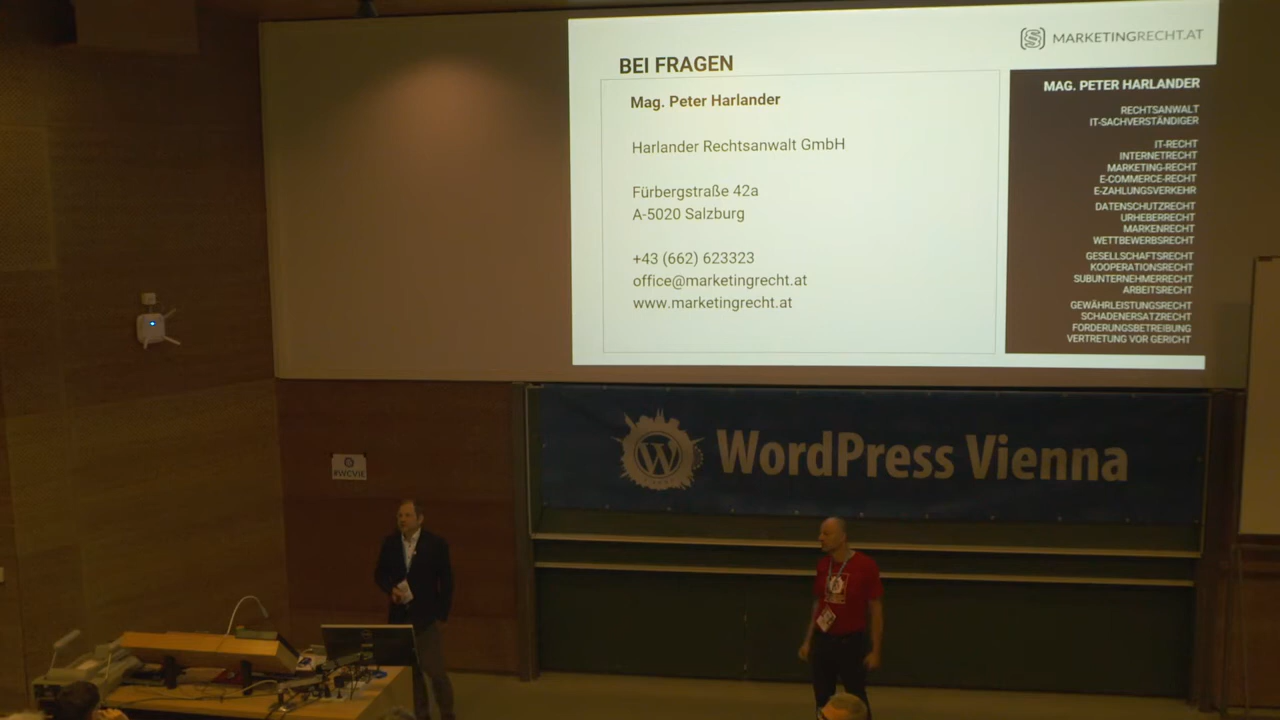 MARKETINGRECHT.AT
BEI FRAGEN
Mag. Peter Harlander
Harlander Rechtsanwalt GmbH
Fürbergstraße 42a
A-5020 Salzburg
+43 (662) 623323
office@marketingrecht.at
www.marketingrecht.at
MAG. PETER HARLANDER
RECHTSANWALT
IT-SACHVERSTÄNDIGER
IT-RECHT
INTERNETRECHT
MARKETING-RECHT
E-COMMERCE-RECHT
E-ZAHLUNGSVERKEHR
DATENSCHUTZRECHT
URHEBERRECHT
MARKENRECHT
WETTBEWERBSRECHT
GESELLSCHAFTSRECHT
KOOPERATIONSRECHT
SUBUNTERNEHMERRECHT
ARBEITSRECHT
GEWÄHRLEISTUNGSRECHT
SCHADENERSATZRECHT
FORDERUNGSBETREIBUNG
VERTRETUNG VOR GERICHT
WordPress Vienna
#WCVIE